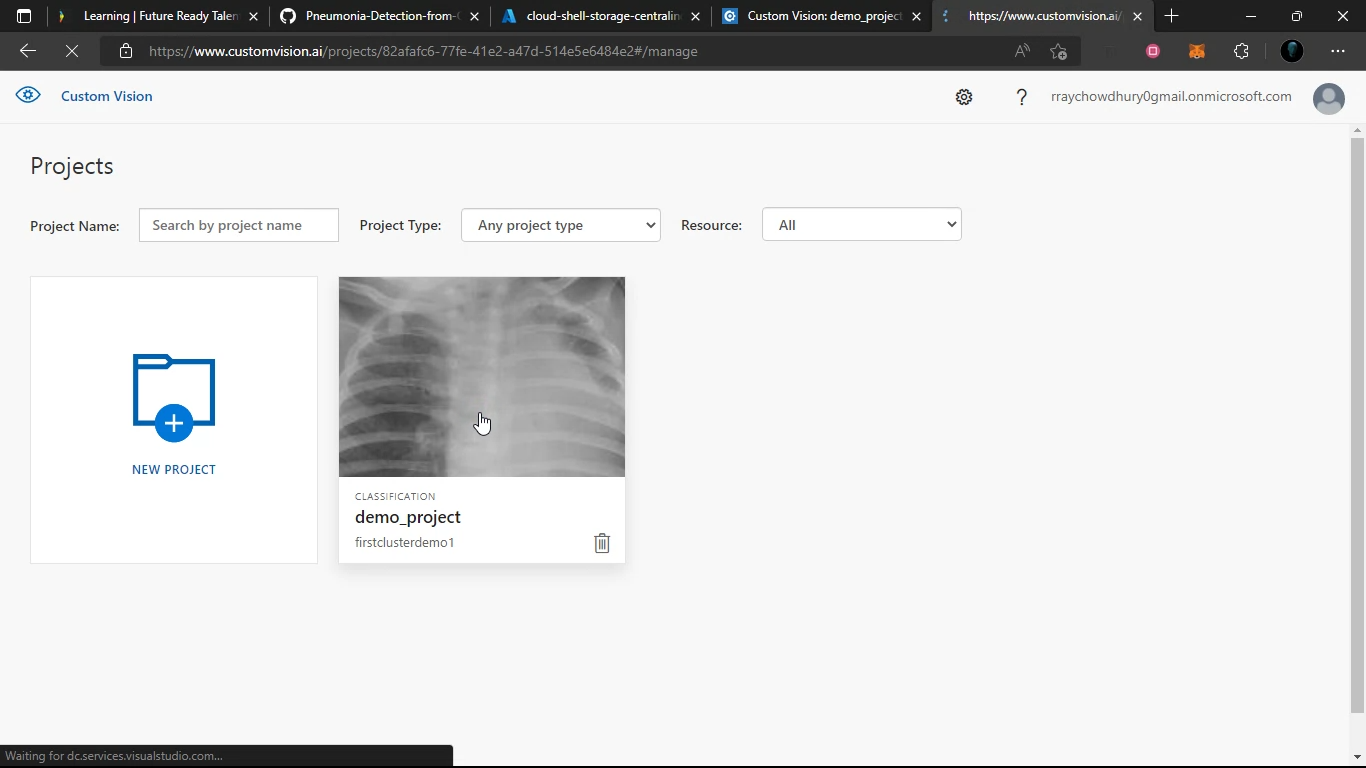 Learning | Future Ready Talen
Pneumonia-Detection-from-C
cloud-shell-storage-centralin
Custom Vision: demo_project
https://www.customvision.ai/
https://www.customvision.ai/projects/82afafc6-77fe-41e2-a47d-514e5e6484e2#/manage
Custom Vision
? rraychowdhury0gmail.onmicrosoft.com
Projects
Project Name: Search by project name Project Type: Any project type Resource: All
NEW PROJECT
CLASSIFICATION
demo_project
firstclusterdemo1
Waiting for dc.services.visualstudio.com...